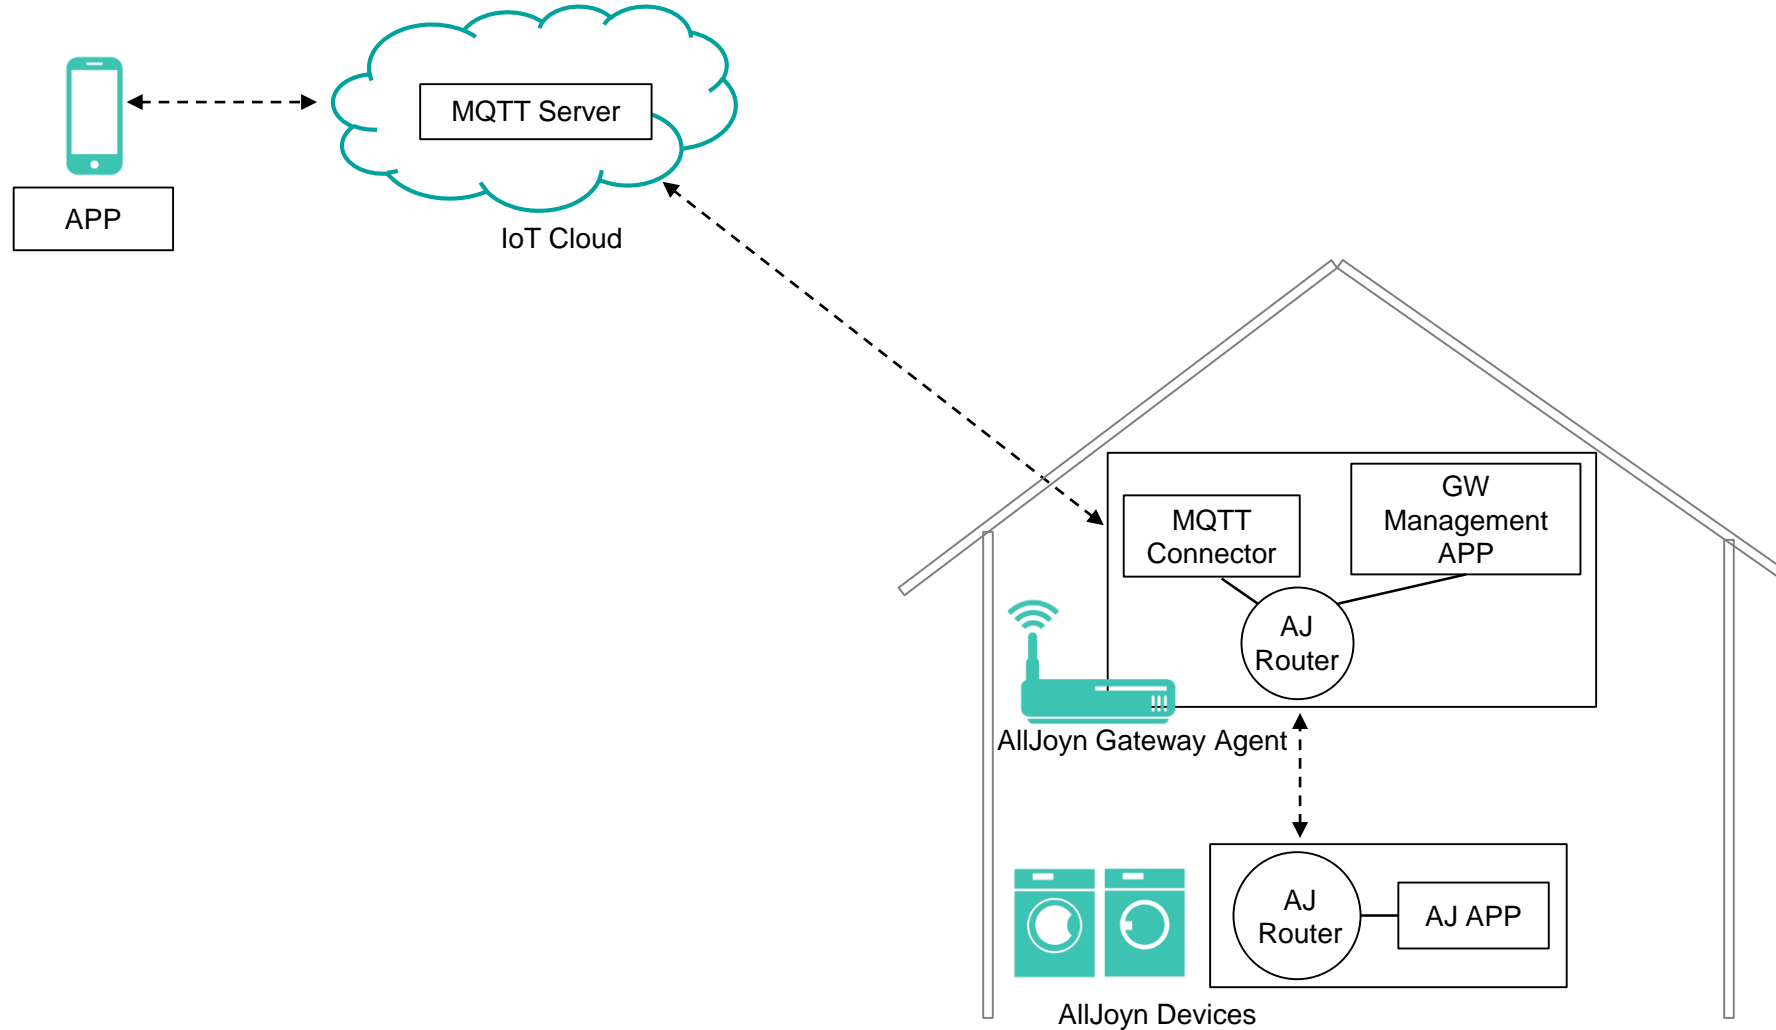 MQTT Server
APP
IoT Cloud
MQTT
Connector
GW
Management
APP
AJ
Router
AllJoyn Gateway Agent
AJ
Router
AJ APP
AllJoyn Devices